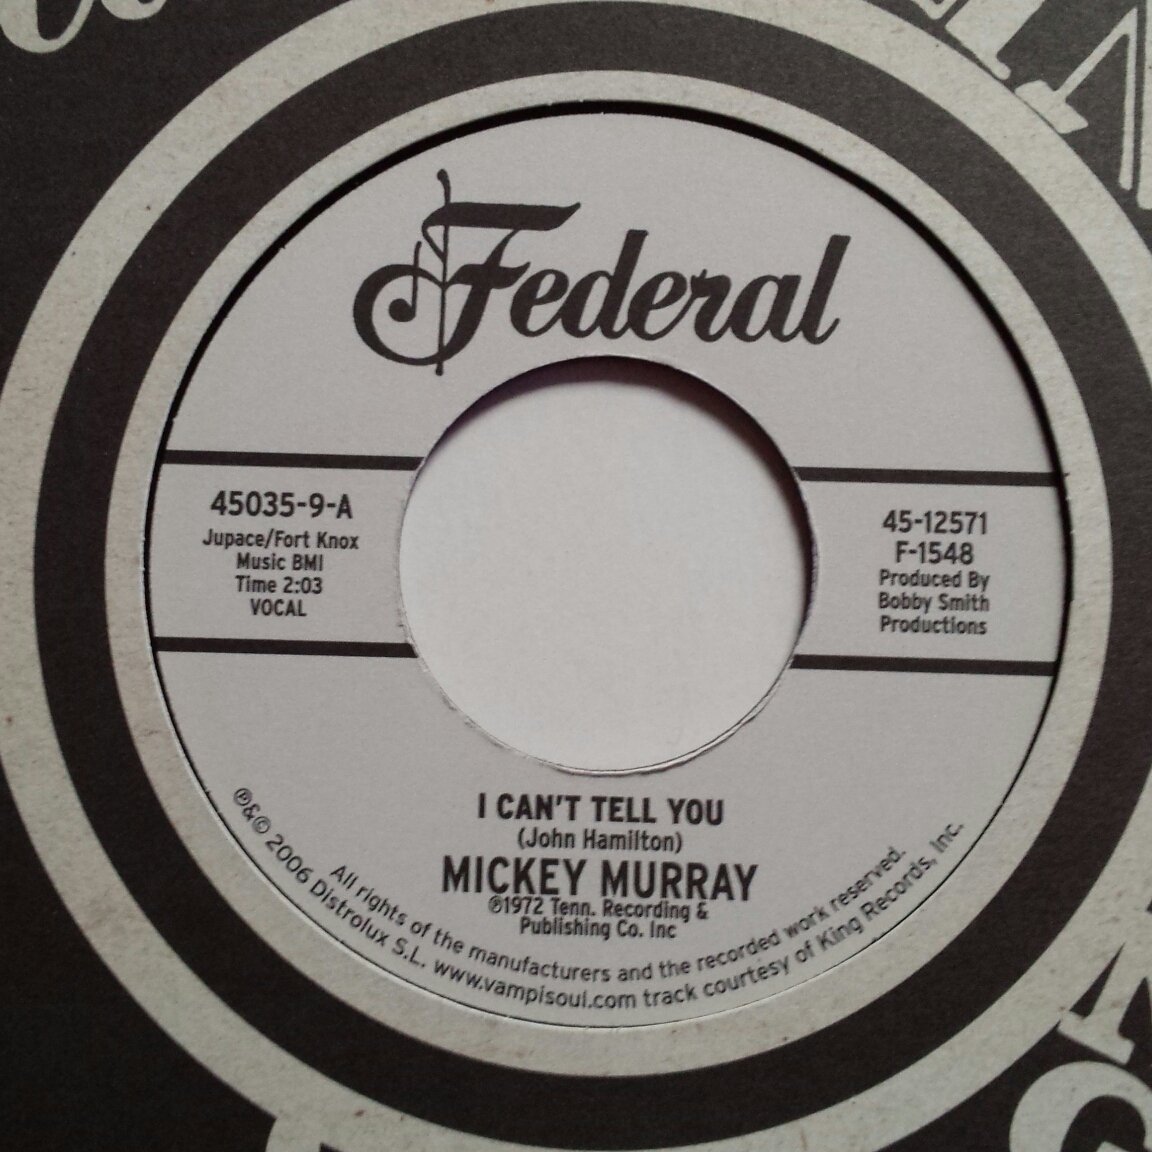 Federal
45035-9-A
Jupace/Fort Knox
Music BMI
Time 2:03
VOCAL
45-12571
F-1548
Produced By
Bobby Smith
Productions
I CAN'T TELL YOU
(John Hamilton)
MICKEY MURRAY
℗1972 Tenn. Recording &
Publishing Co. Inc
All rights of the manufacturers and the recorded work reserved.
℗&© 2006 Distrolux S.L. www.vampisoul.com track courtesy of King Records, Inc.